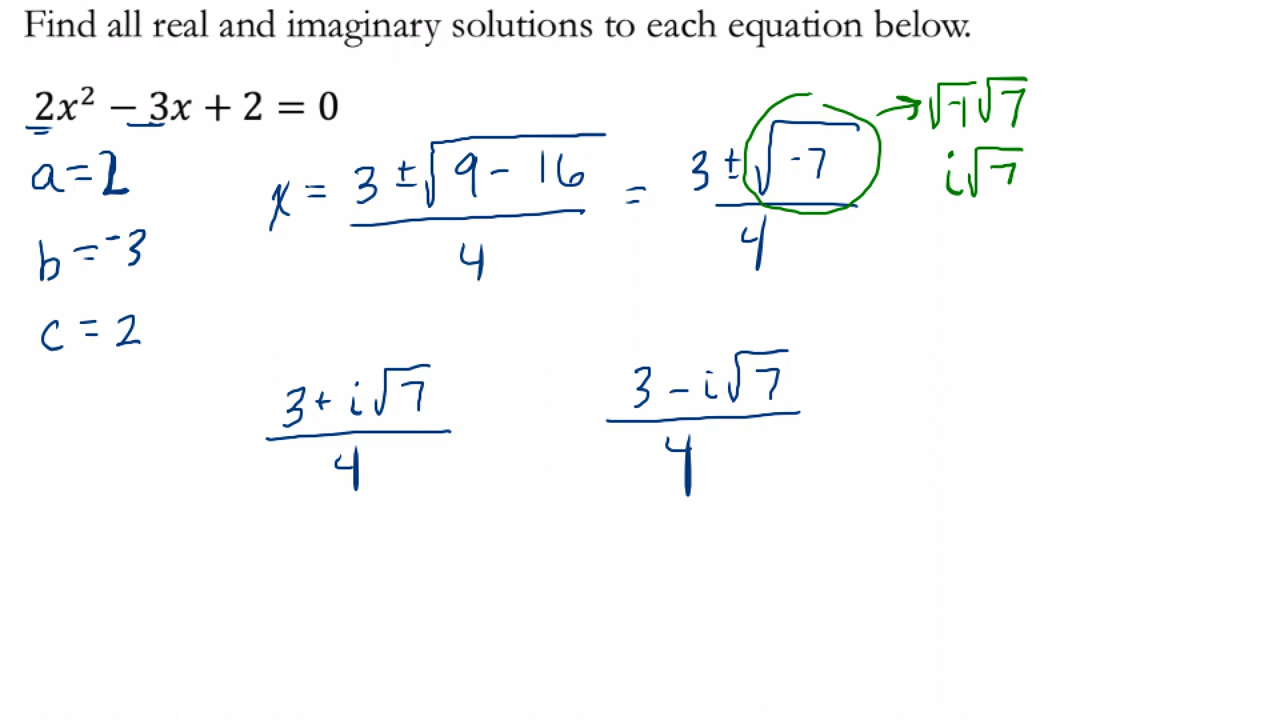 Find all real and imaginary solutions to each equation below.
2x² − 3x + 2 = 0
a = 2
b = -3
c = 2
x = (3 ± √(9 - 16))/4 = (3 ± √(-7))/4 → √-1 √7
i√7
(3 + i√7)/4
(3 - i√7)/4